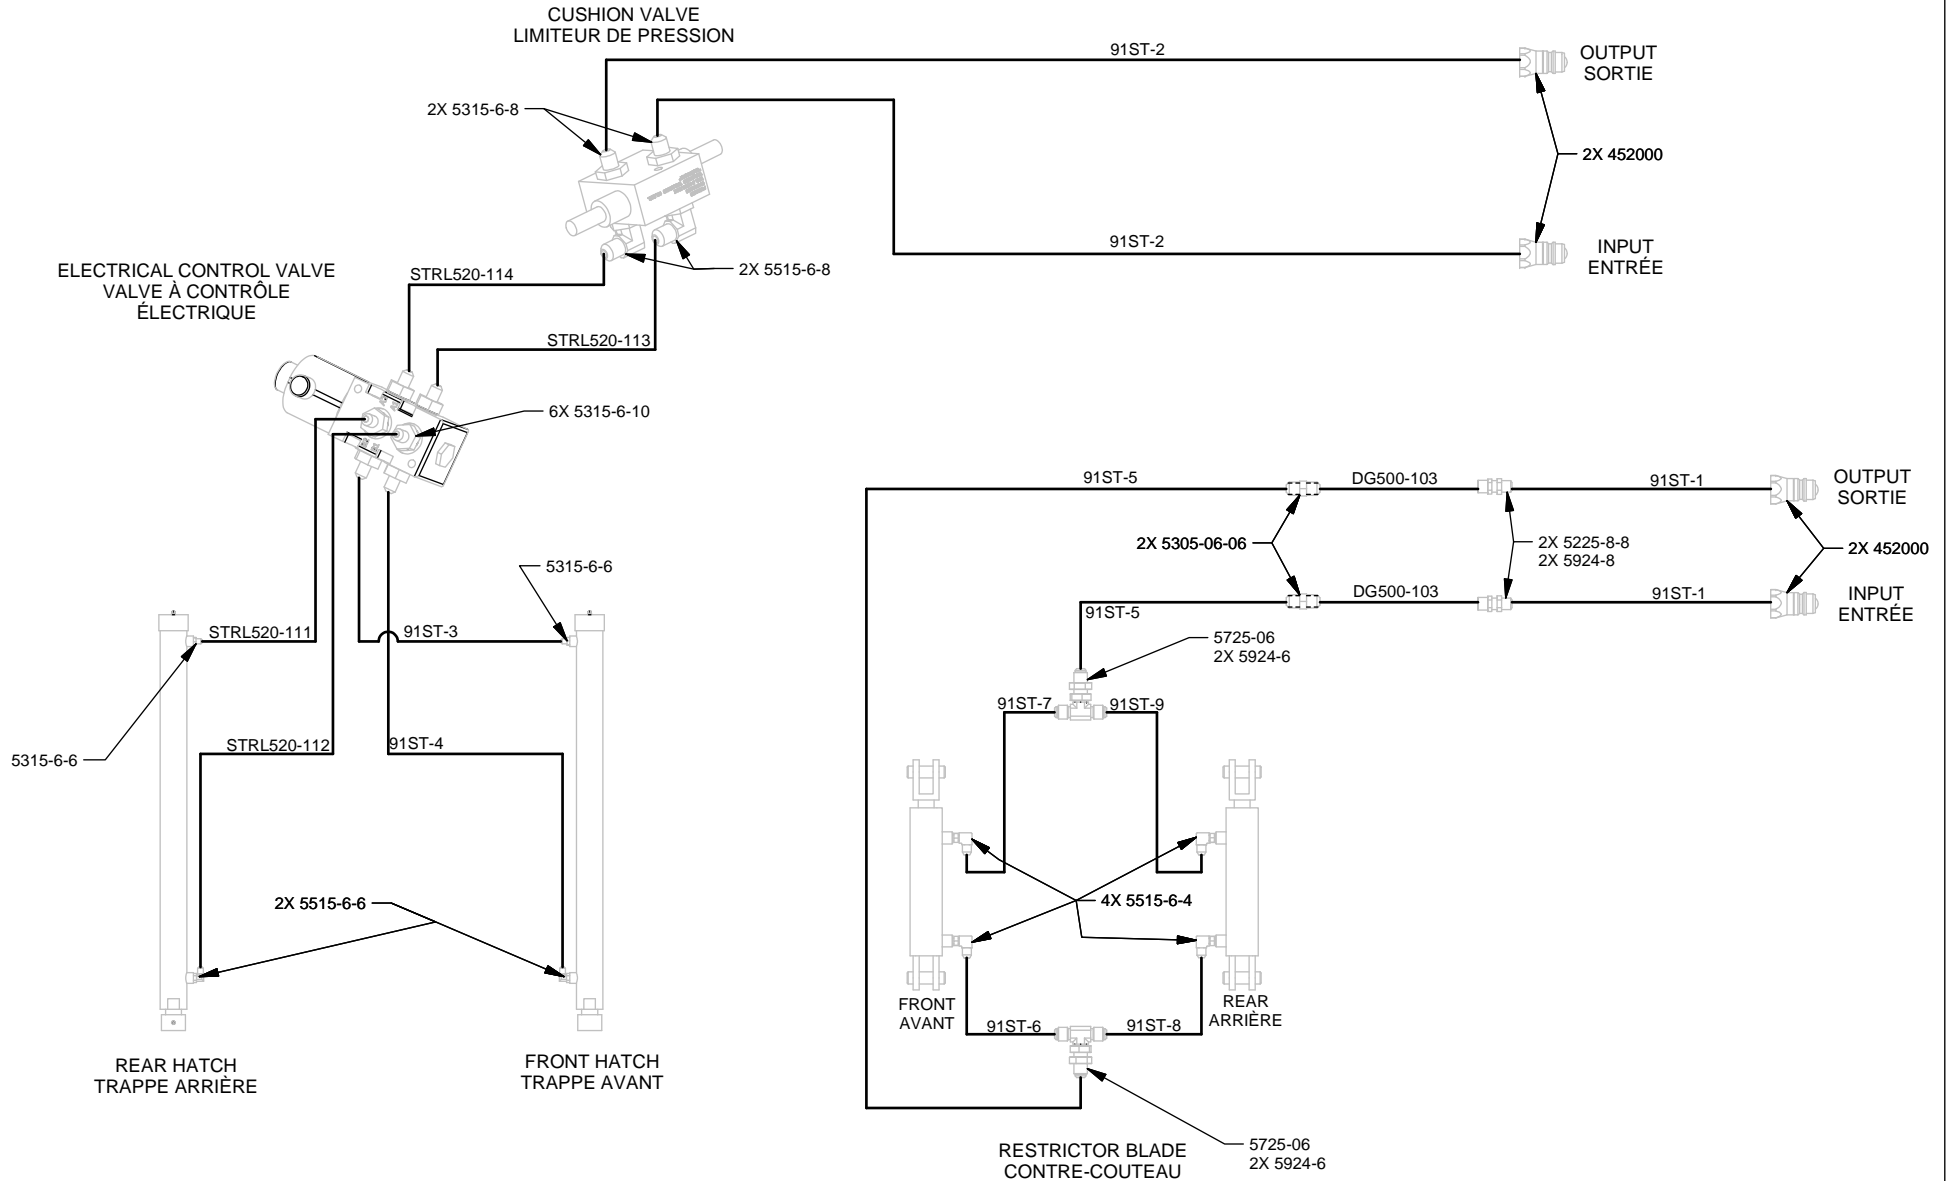 CUSHION VALVE
LIMITEUR DE PRESSION
91ST-2
OUTPUT
SORTIE
2X 5315-6-8
2X 452000
91ST-2
INPUT
ENTRÉE
ELECTRICAL CONTROL VALVE
VALVE À CONTRÔLE
ÉLECTRIQUE
STRL520-114
2X 5515-6-8
STRL520-113
6X 5315-6-10
91ST-5
DG500-103
91ST-1
OUTPUT
SORTIE
2X 5305-06-06
2X 5225-8-8
2X 5924-8
2X 452000
5315-6-6
91ST-5
DG500-103
91ST-1
INPUT
ENTRÉE
STRL520-111
91ST-3
5725-06
2X 5924-6
91ST-7
91ST-9
5315-6-6
STRL520-112
91ST-4
2X 5515-6-6
4X 5515-6-4
FRONT
AVANT
REAR
ARRIÈRE
91ST-6
91ST-8
REAR HATCH
TRAPPE ARRIÈRE
FRONT HATCH
TRAPPE AVANT
RESTRICTOR BLADE
CONTRE-COUTEAU
5725-06
2X 5924-6